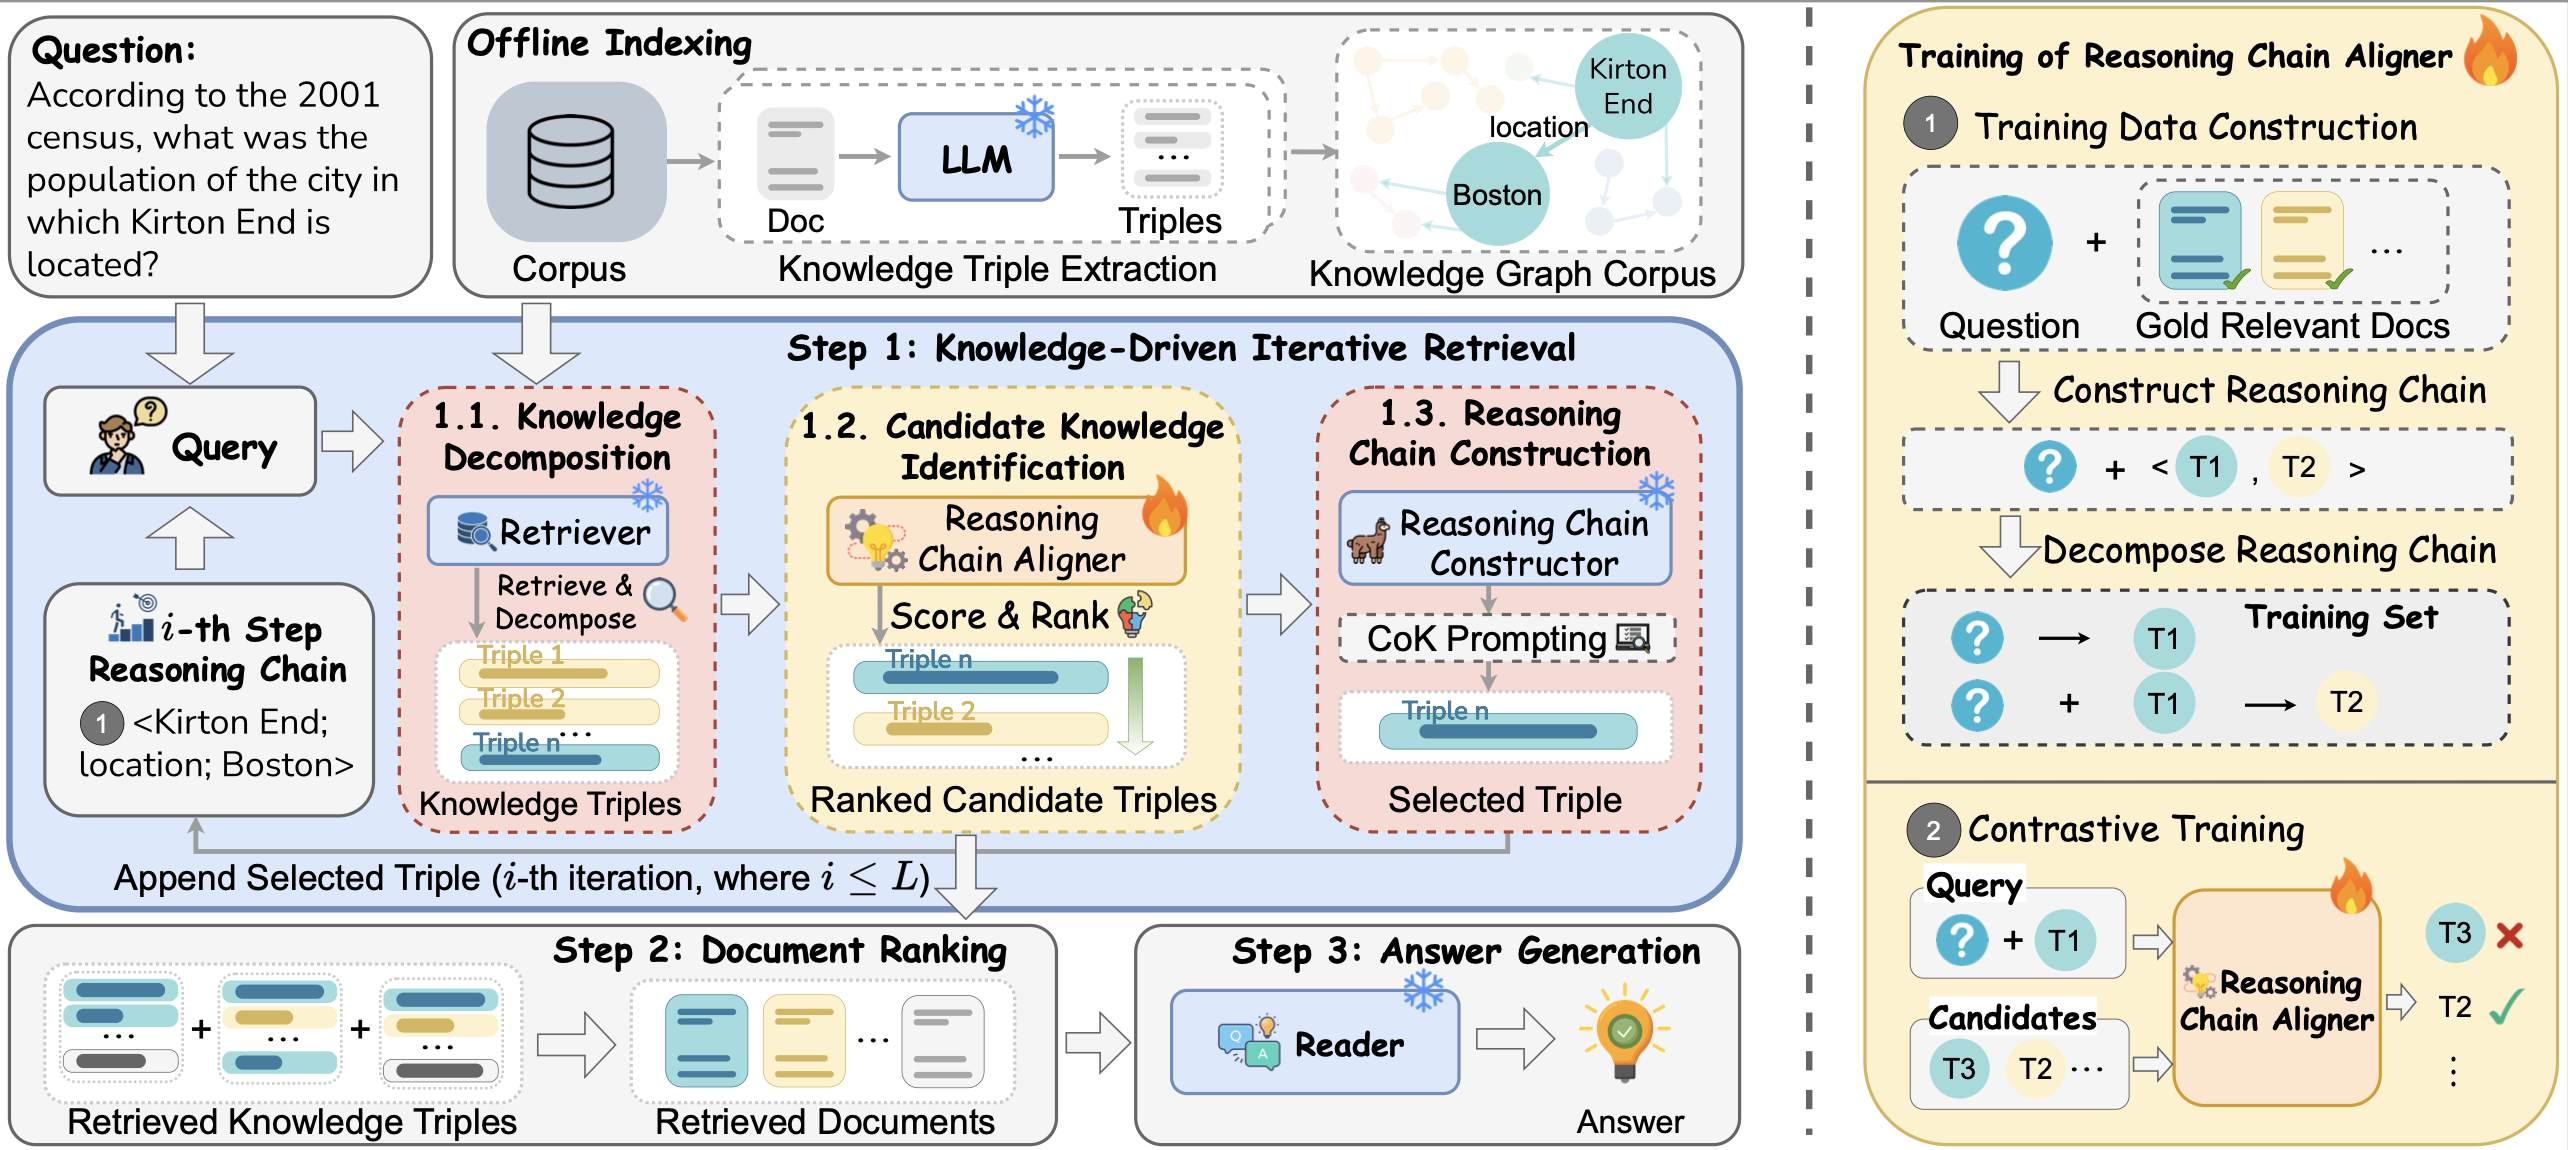 Question:
According to the 2001
census, what was the
population of the city in
which Kirton End is
located?
Offline Indexing
Corpus
Doc
LLM
Triples
Knowledge Triple Extraction
Kirton
End
location
Boston
Knowledge Graph Corpus
Step 1: Knowledge-Driven Iterative Retrieval
Query
i-th Step
Reasoning Chain
1 <Kirton End;
location; Boston>
1.1. Knowledge
Decomposition
Retriever
Retrieve &
Decompose
Triple 1
Triple 2
...
Triple n
Knowledge Triples
1.2. Candidate Knowledge
Identification
Reasoning
Chain Aligner
Score & Rank
Triple n
Triple 2
...
Ranked Candidate Triples
1.3. Reasoning
Chain Construction
Reasoning Chain
Constructor
CoK Prompting
Triple n
Selected Triple
Append Selected Triple (i-th iteration, where i ≤ L)
Step 2: Document Ranking
... + ... + ...
Retrieved Knowledge Triples
...
Retrieved Documents
Step 3: Answer Generation
Q A
Reader
Answer
Training of Reasoning Chain Aligner
1 Training Data Construction
? + ...
Question
Gold Relevant Docs
Construct Reasoning Chain
? + < T1 , T2 >
Decompose Reasoning Chain
Training Set
? → T1
? + T1 → T2
2 Contrastive Training
Query
? + T1
Candidates
T3 T2 ...
Reasoning
Chain Aligner
T3 ✗
T2 ✓
⋮